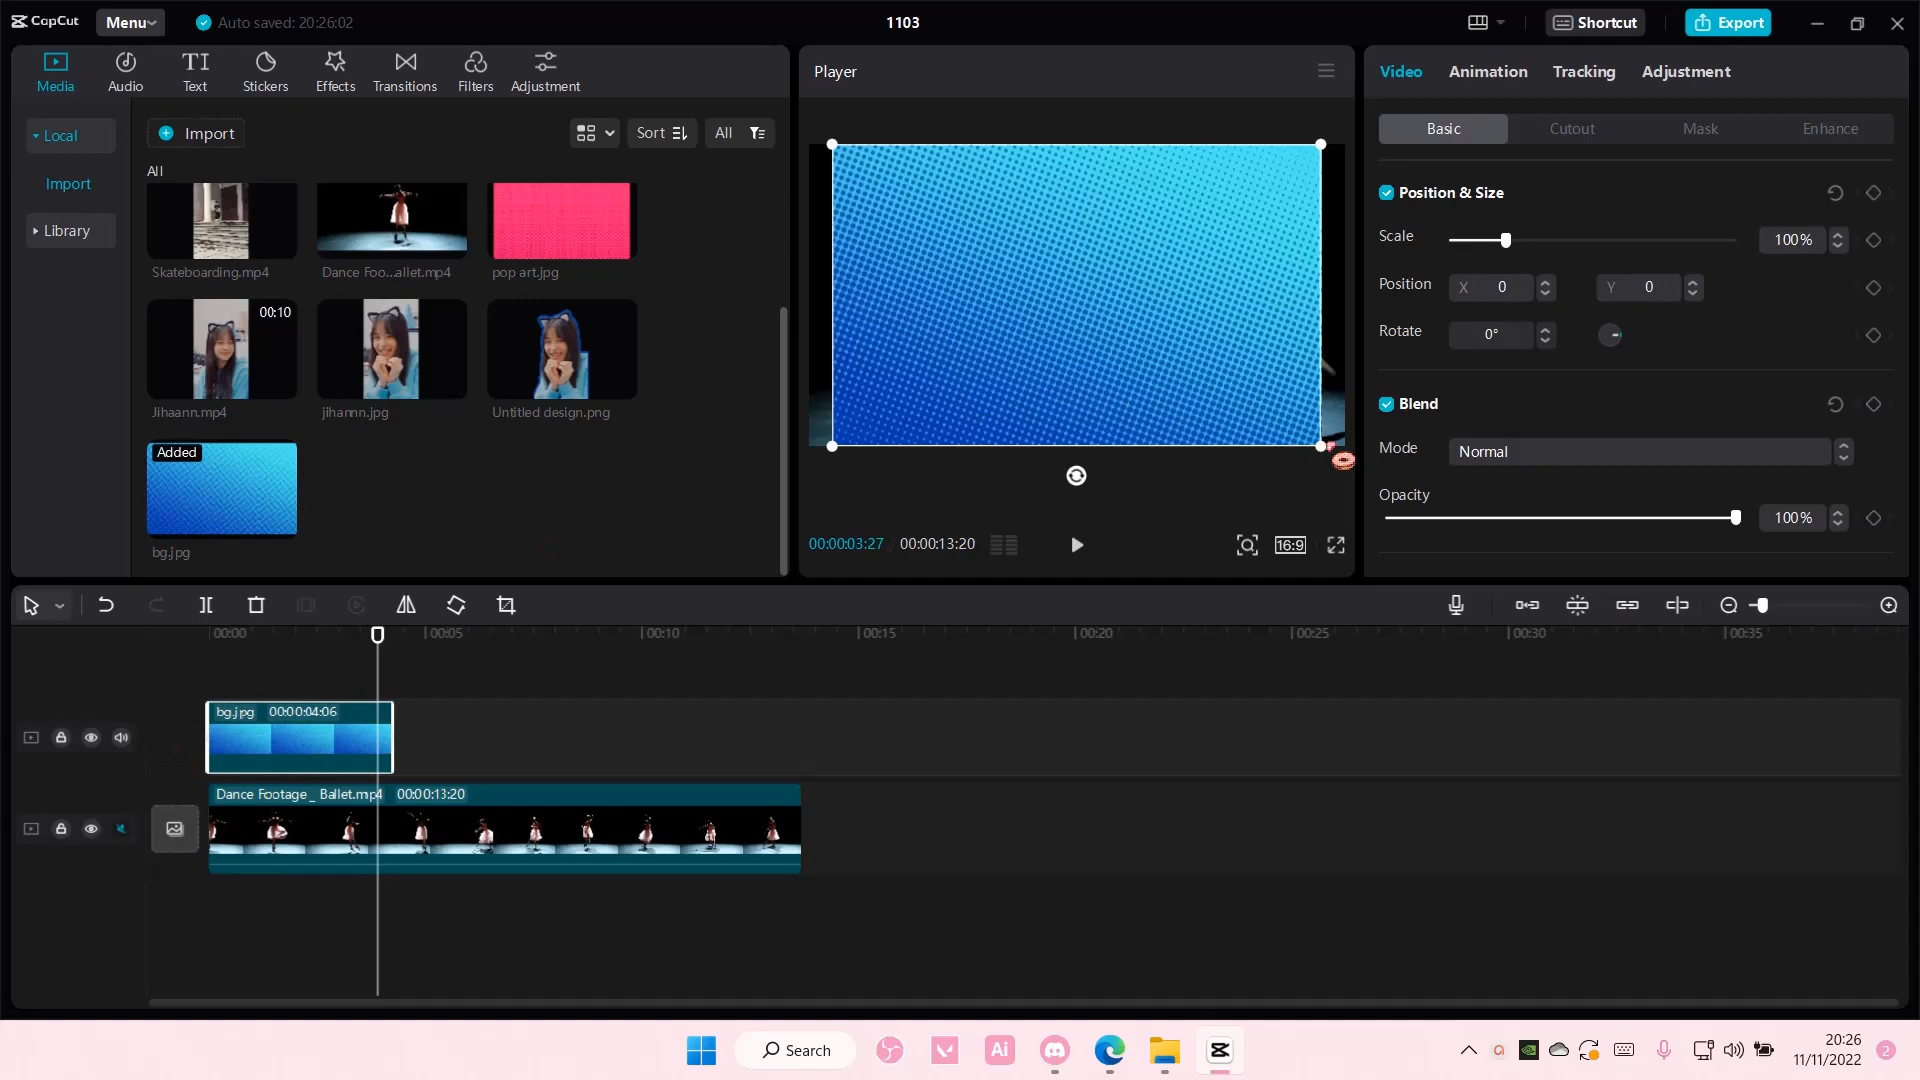 CapCut
Menu
Auto saved: 20:26:02
1103
Shortcut
Export
Media
Audio
TI
Text
Stickers
Effects
Transitions
Filters
Adjustment
Local
Import
Library
Import
Sort
All
All
Skateboarding.mp4
Dance Foo...allet.mp4
pop art.jpg
00:10
Jihaann.mp4
jihannn.jpg
Untitled design.png
Added
bg.jpg
Player
00:00:03:27
00:00:13:20
16:9
Video
Animation
Tracking
Adjustment
Basic
Cutout
Mask
Enhance
Position & Size
Scale
100%
Position
X
0
Y
0
Rotate
0°
Blend
Mode
Normal
Opacity
100%
00:00
00:05
00:10
00:15
00:20
00:25
00:30
00:35
bg.jpg 00:00:04:06
Dance Footage_ Ballet.mp4 00:00:13:20
Search
Ai
20:26
11/11/2022
2